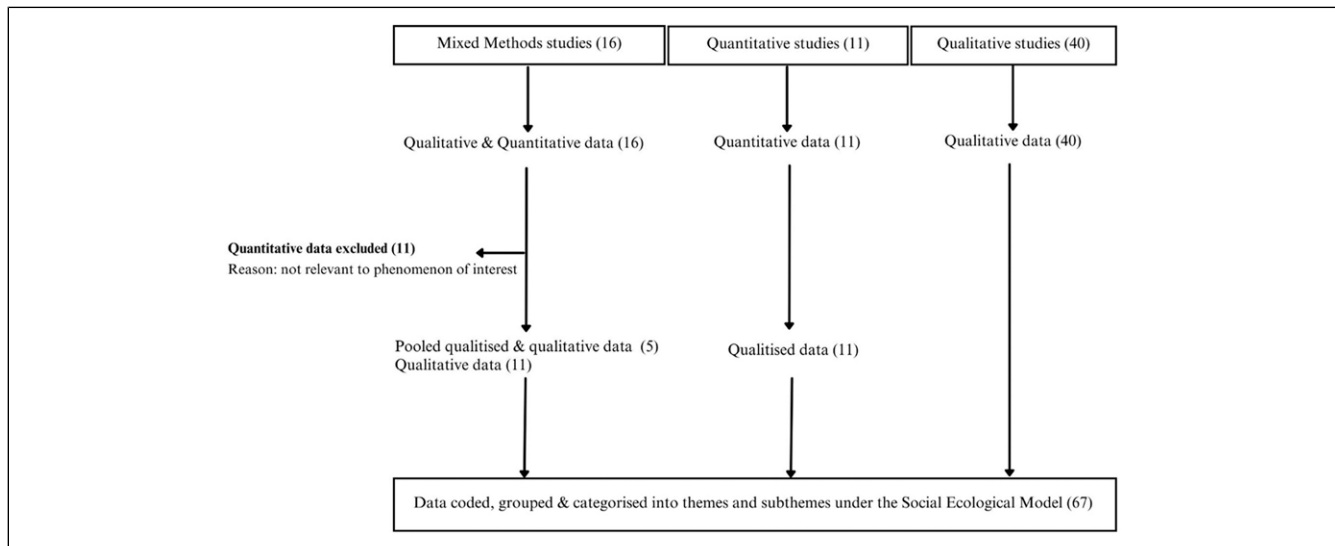 Mixed Methods studies (16)
Quantitative studies (11)
Qualitative studies (40)
Qualitative & Quantitative data (16)
Quantitative data (11)
Qualitative data (40)
Quantitative data excluded (11)
Reason: not relevant to phenomenon of interest
Pooled qualitised & qualitative data (5)
Qualitative data (11)
Qualitised data (11)
Data coded, grouped & categorised into themes and subthemes under the Social Ecological Model (67)